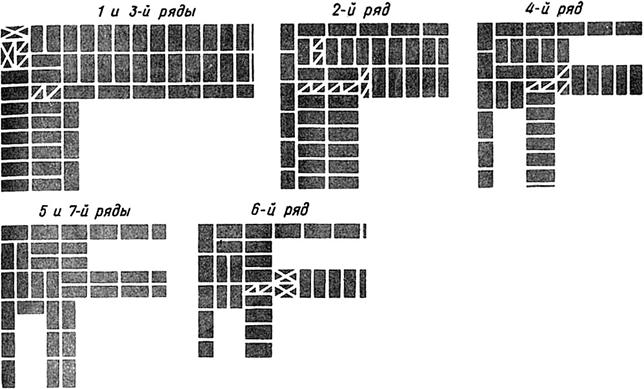 1 и 3-й ряды
2-й ряд
4-й ряд
5 и 7-й ряды
6-й ряд